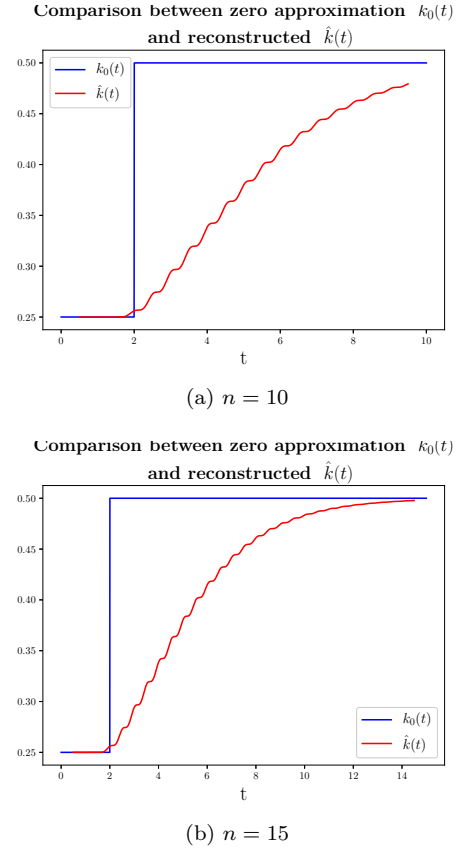 Comparison between zero approximation k₀(t)
and reconstructed k̂(t)
k₀(t)
k̂(t)
0.50
0.45
0.40
0.35
0.30
0.25
0 2 4 6 8 10
t
(a) n = 10
Comparison between zero approximation k₀(t)
and reconstructed k̂(t)
0.50
0.45
0.40
0.35
0.30
0.25
k₀(t)
k̂(t)
0 2 4 6 8 10 12 14
t
(b) n = 15